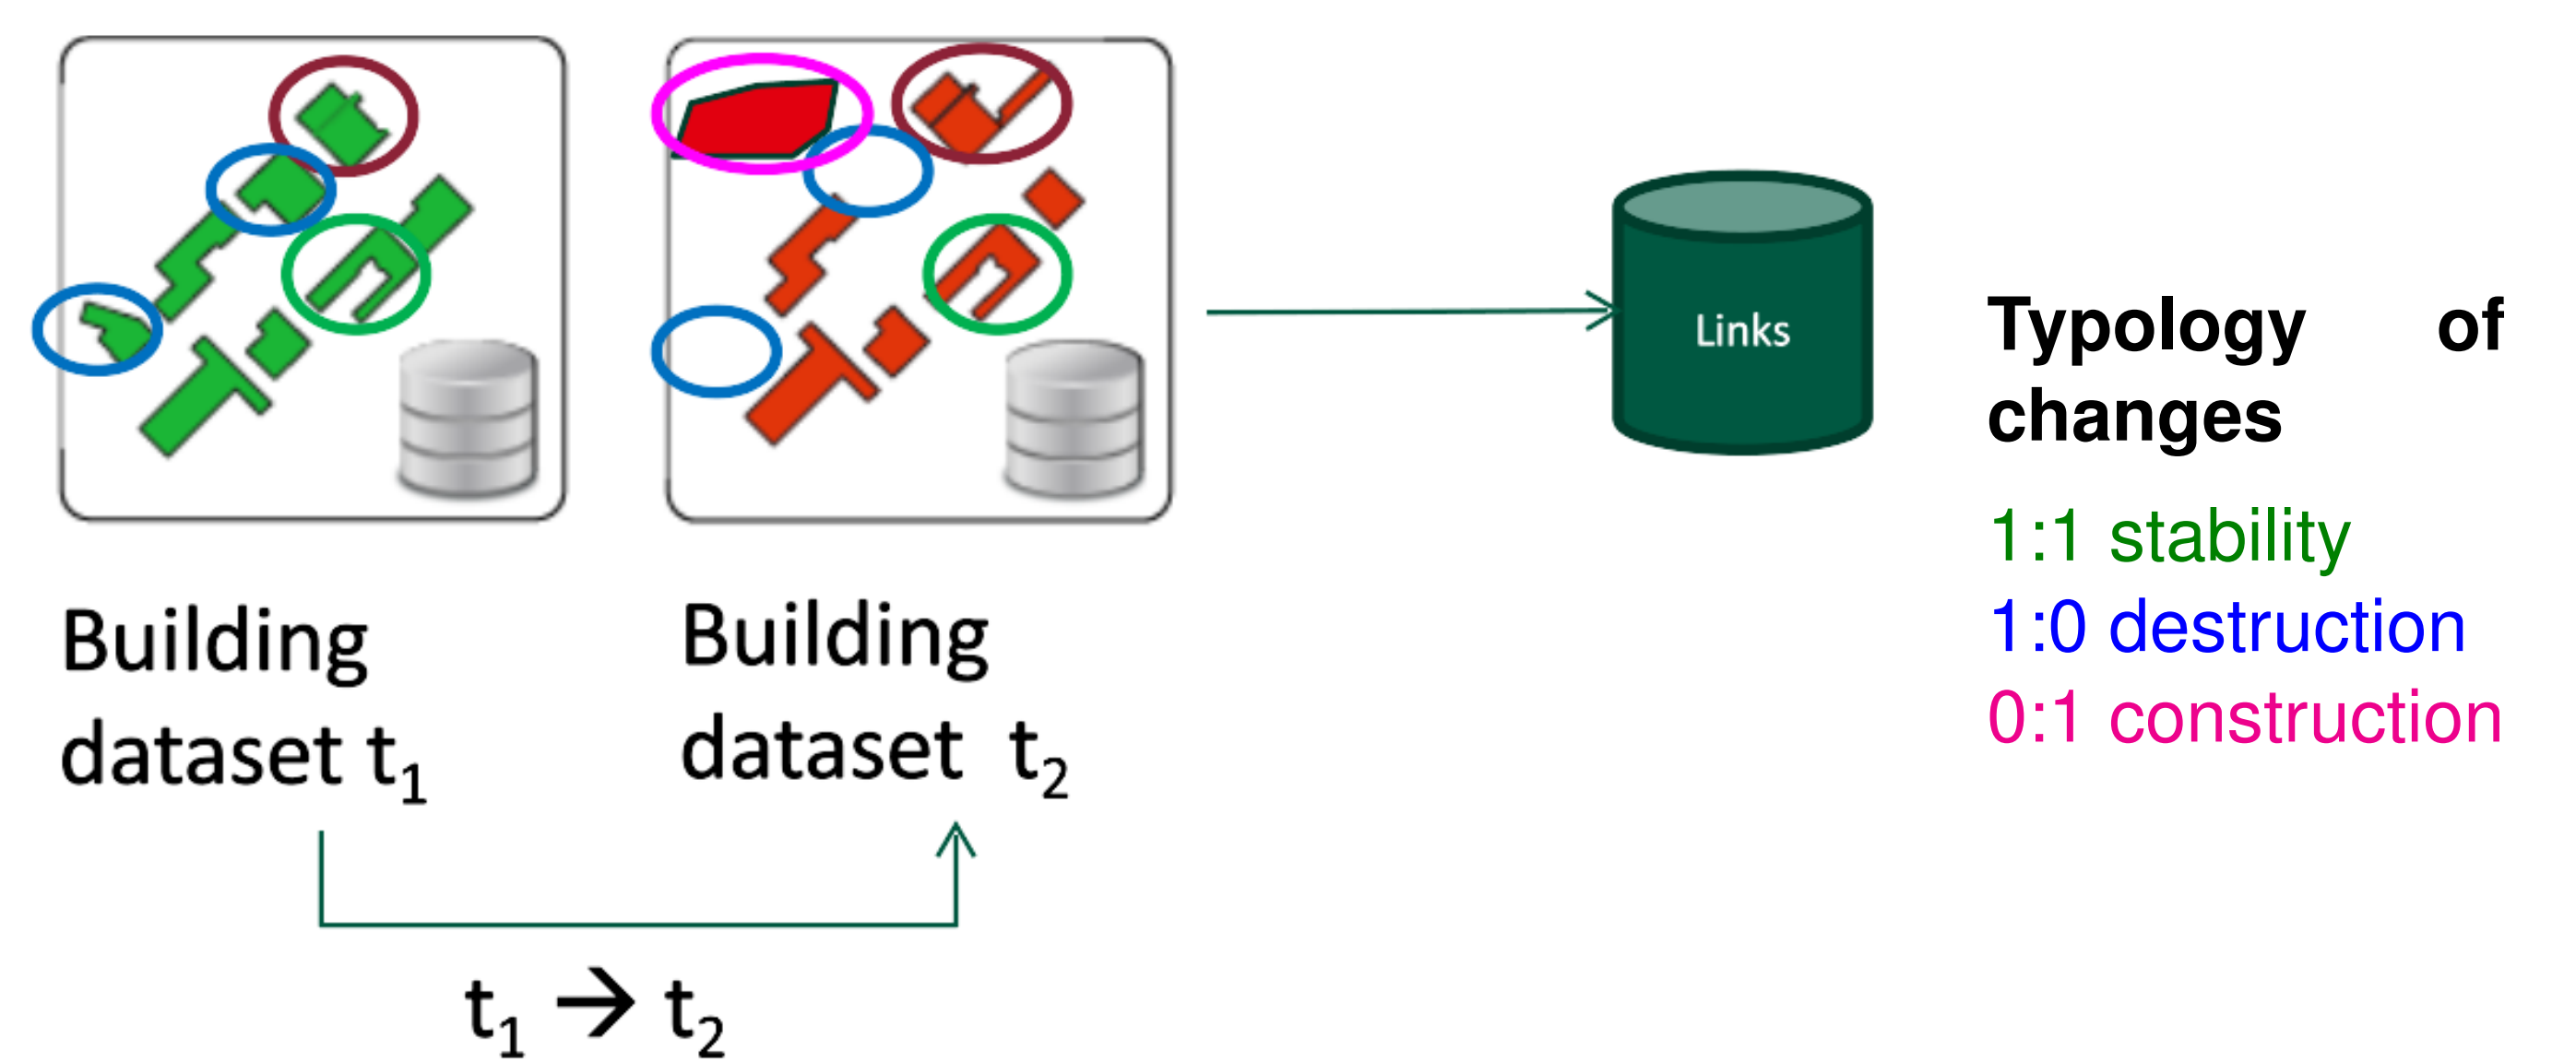 Links
Typology of
changes
1:1 stability
1:0 destruction
0:1 construction
Building
dataset t₁
Building
dataset t₂
t₁ → t₂